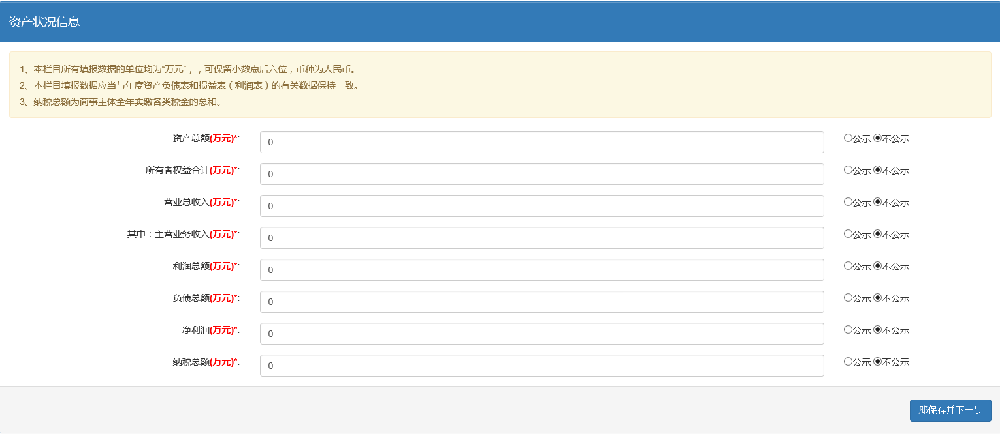 资产状况信息
1、本栏目所有填报数据的单位均为“万元”，，可保留小数点后六位，币种为人民币。
2、本栏目填报数据应当与年度资产负债表和损益表（利润表）的有关数据保持一致。
3、纳税总额为商事主体全年实缴各类税金的总和。
资产总额(万元)*: 0 公示 不公示
所有者权益合计(万元)*: 0 公示 不公示
营业总收入(万元)*: 0 公示 不公示
其中：主营业务收入(万元)*: 0 公示 不公示
利润总额(万元)*: 0 公示 不公示
负债总额(万元)*: 0 公示 不公示
净利润(万元)*: 0 公示 不公示
纳税总额(万元)*: 0 公示 不公示
保存并下一步